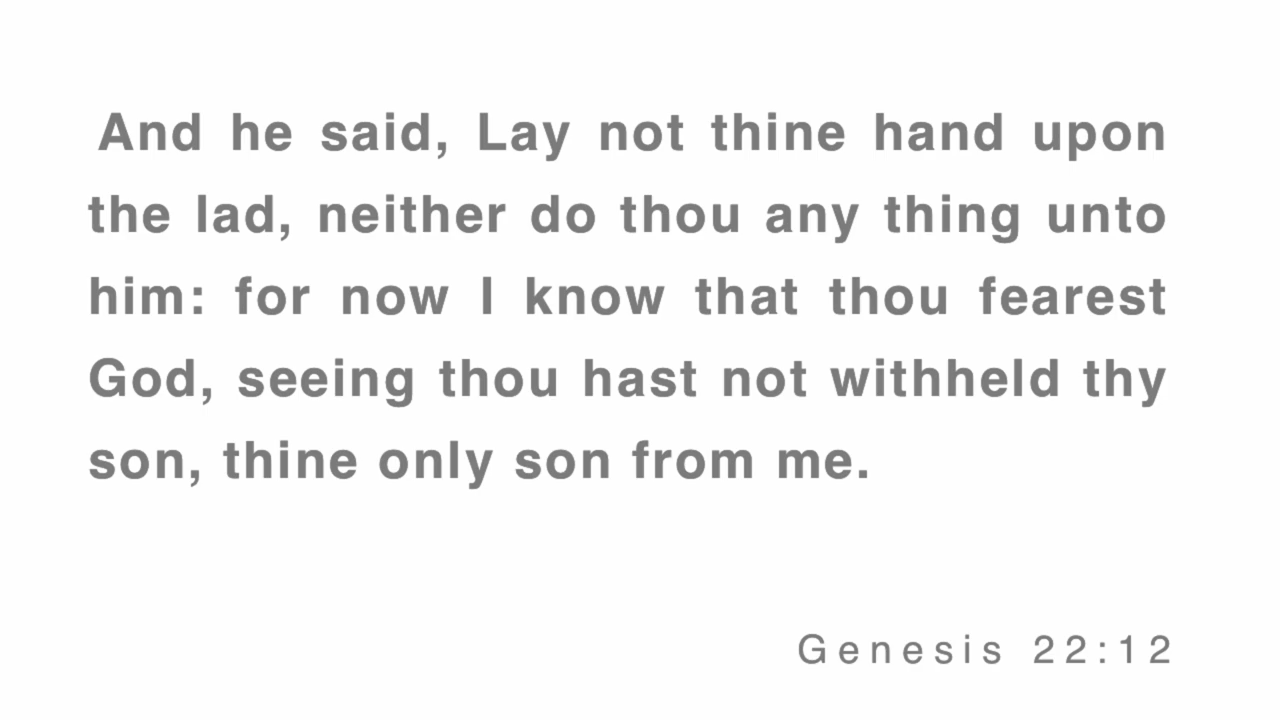 And he said, Lay not thine hand upon
the lad, neither do thou any thing unto
him: for now I know that thou fearest
God, seeing thou hast not withheld thy
son, thine only son from me.
Genesis 22:12